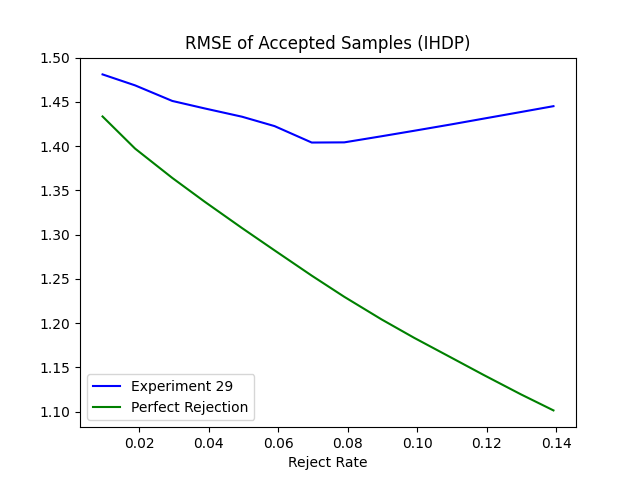 RMSE of Accepted Samples (IHDP)
1.50
1.45
1.40
1.35
1.30
1.25
1.20
1.15
1.10
Experiment 29
Perfect Rejection
0.02 0.04 0.06 0.08 0.10 0.12 0.14
Reject Rate